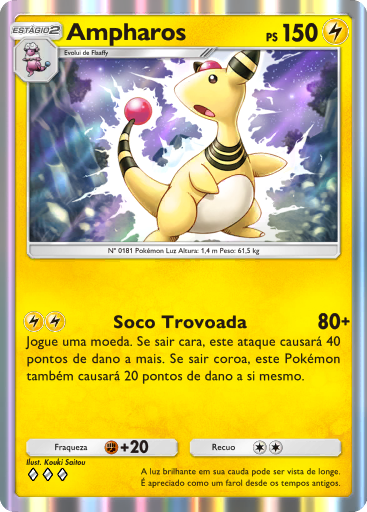 ESTÁGIO2
Ampharos
PS 150
Evolui de Flaaffy
Nº 0181 Pokémon Luz Altura: 1,4 m Peso: 61,5 kg
Soco Trovoada 80+
Jogue uma moeda. Se sair cara, este ataque causará 40
pontos de dano a mais. Se sair coroa, este Pokémon
também causará 20 pontos de dano a si mesmo.
Fraqueza +20 Recuo
Ilust. Kouki Saitou
A luz brilhante em sua cauda pode ser vista de longe.
É apreciado como um farol desde os tempos antigos.